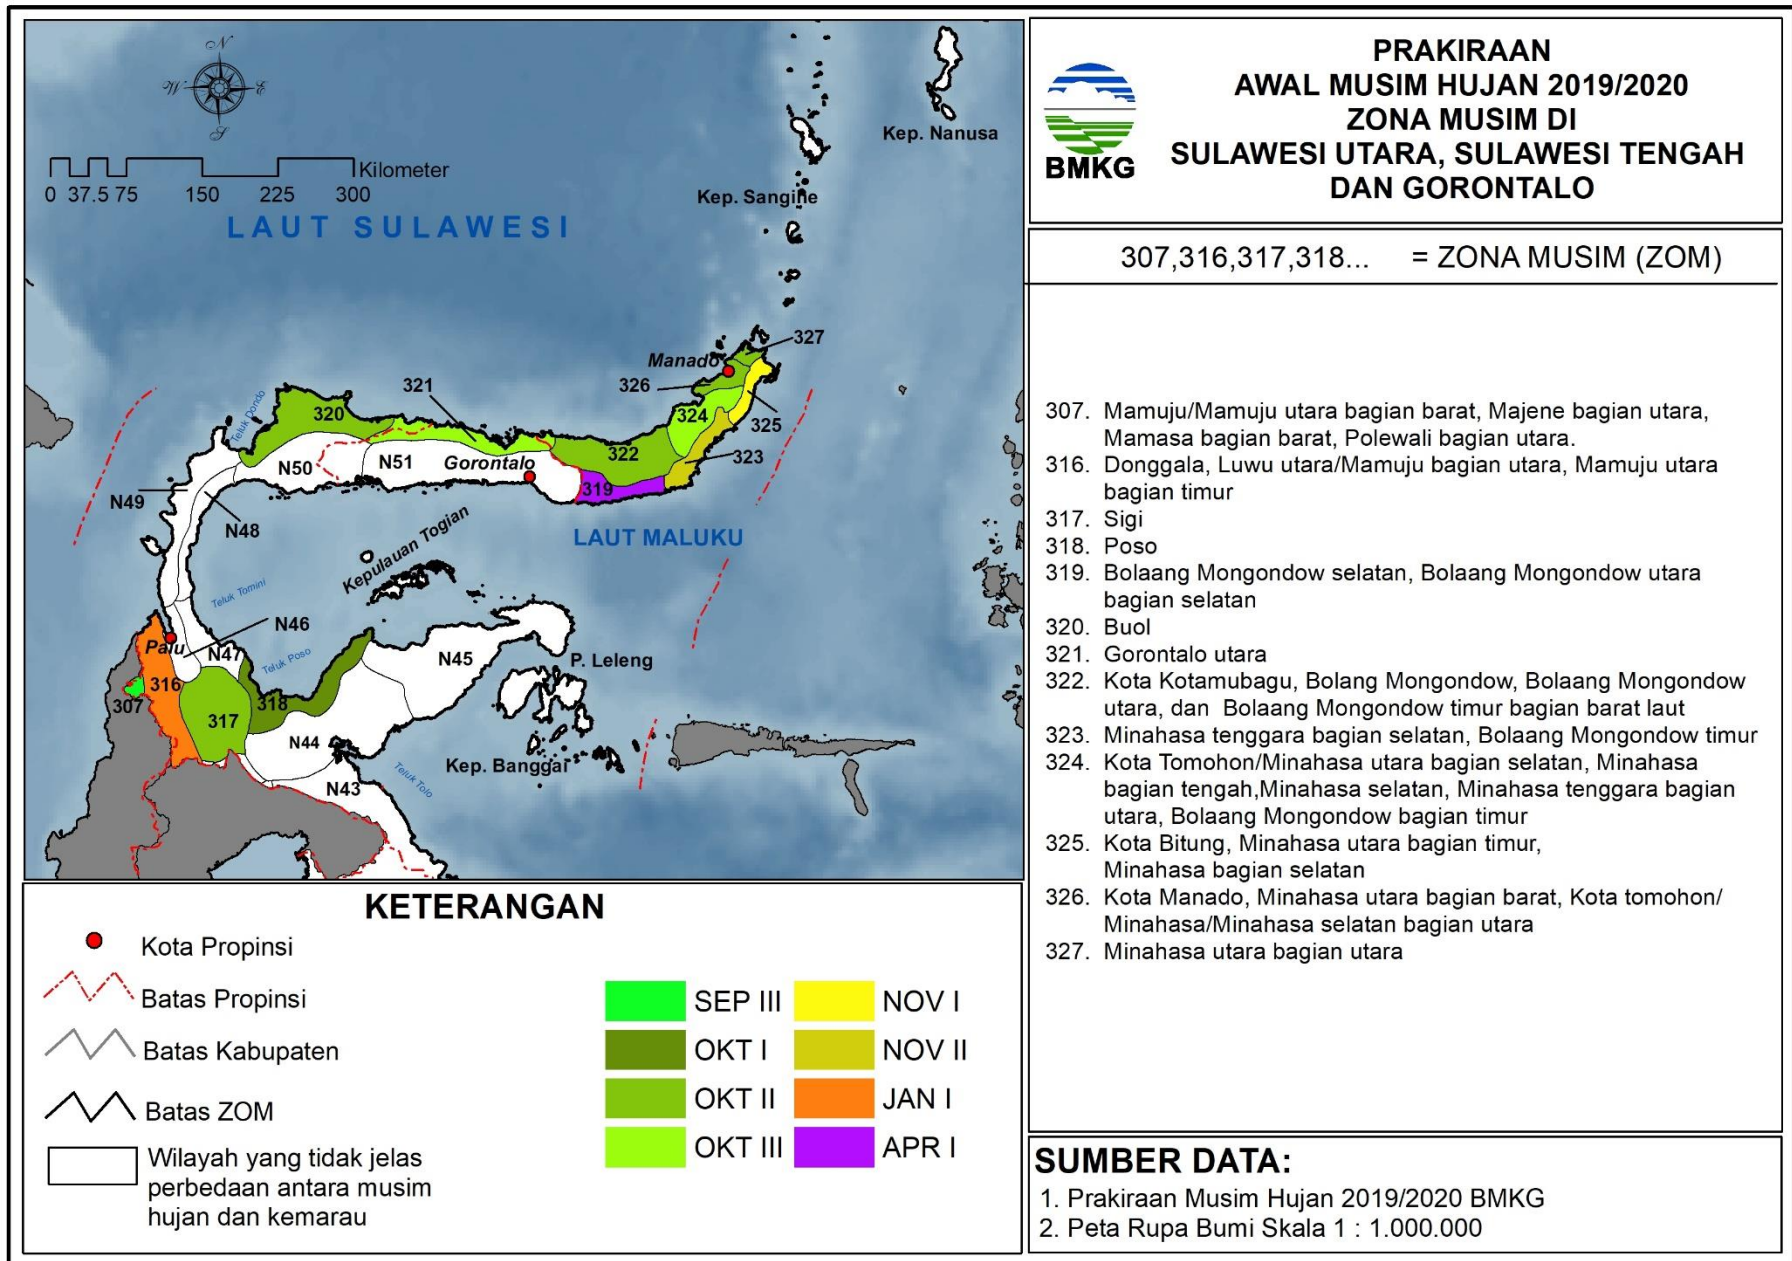 N
W
E
S
Kilometer
0 37.5 75 150 225 300
LAUT SULAWESI
Kep. Nanusa
Kep. Sangine
327
Manado
326
321
320
324
325
Teluk Dondo
322
323
N50
N51
Gorontalo
319
N49
N48
LAUT MALUKU
Kepulauan Togian
Teluk Tomini
N46
Palu
N47
Teluk Poso
N45
P. Leleng
316
307
317
318
N44
Kep. Banggai
Teluk Tolo
N43
BMKG
PRAKIRAAN
AWAL MUSIM HUJAN 2019/2020
ZONA MUSIM DI
SULAWESI UTARA, SULAWESI TENGAH
DAN GORONTALO
307,316,317,318... = ZONA MUSIM (ZOM)
307. Mamuju/Mamuju utara bagian barat, Majene bagian utara,
Mamasa bagian barat, Polewali bagian utara.
316. Donggala, Luwu utara/Mamuju bagian utara, Mamuju utara
bagian timur
317. Sigi
318. Poso
319. Bolaang Mongondow selatan, Bolaang Mongondow utara
bagian selatan
320. Buol
321. Gorontalo utara
322. Kota Kotamubagu, Bolang Mongondow, Bolaang Mongondow
utara, dan Bolaang Mongondow timur bagian barat laut
323. Minahasa tenggara bagian selatan, Bolaang Mongondow timur
324. Kota Tomohon/Minahasa utara bagian selatan, Minahasa
bagian tengah,Minahasa selatan, Minahasa tenggara bagian
utara, Bolaang Mongondow bagian timur
325. Kota Bitung, Minahasa utara bagian timur,
Minahasa bagian selatan
326. Kota Manado, Minahasa utara bagian barat, Kota tomohon/
Minahasa/Minahasa selatan bagian utara
327. Minahasa utara bagian utara
KETERANGAN
Kota Propinsi
Batas Propinsi
Batas Kabupaten
Batas ZOM
Wilayah yang tidak jelas
perbedaan antara musim
hujan dan kemarau
SEP III
OKT I
OKT II
OKT III
NOV I
NOV II
JAN I
APR I
SUMBER DATA:
1. Prakiraan Musim Hujan 2019/2020 BMKG
2. Peta Rupa Bumi Skala 1 : 1.000.000